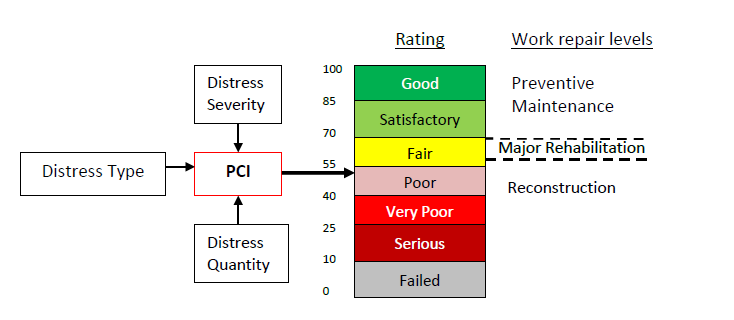 Rating
Work repair levels
Distress
Severity
Distress Type
PCI
Distress
Quantity
100
85
70
55
40
25
10
0
Good
Satisfactory
Fair
Poor
Very Poor
Serious
Failed
Preventive
Maintenance
Major Rehabilitation
Reconstruction